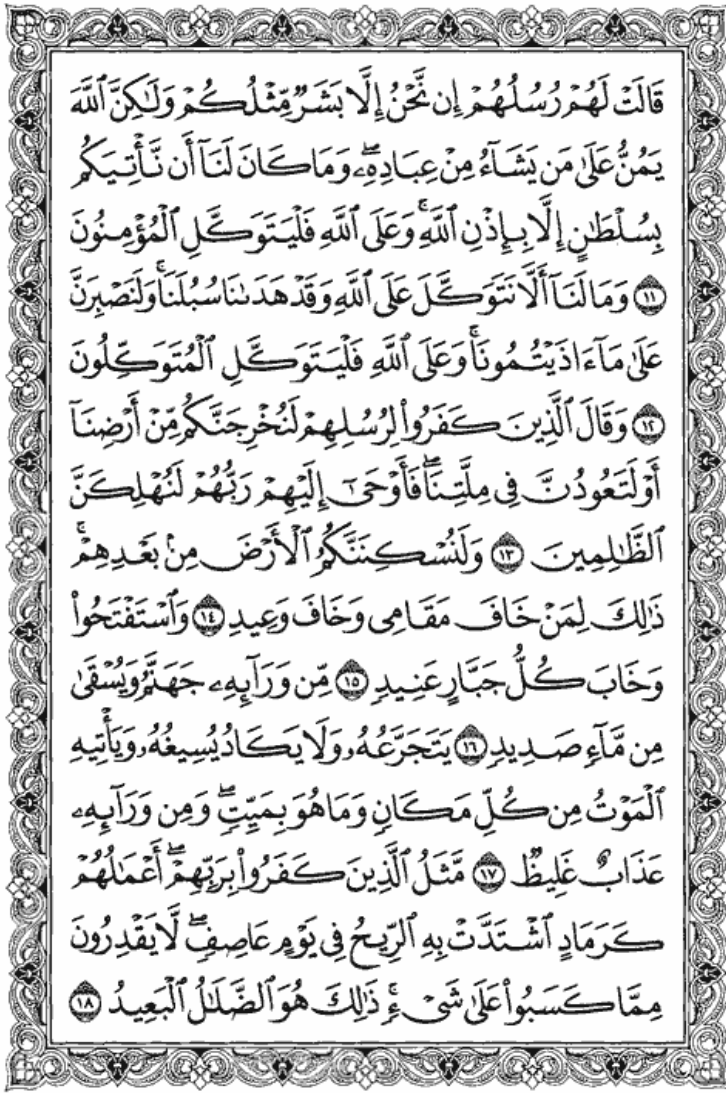 قَالَتْ لَهُمْ رُسُلُهُمْ إِن نَّحْنُ إِلَّا بَشَرٌ مِّثْلُكُمْ وَلَٰكِنَّ ٱللَّهَ
يَمُنُّ عَلَىٰ مَن يَشَآءُ مِنْ عِبَادِهِۦۖ وَمَا كَانَ لَنَآ أَن نَّأْتِيَكُم
بِسُلْطَٰنٍ إِلَّا بِإِذْنِ ٱللَّهِۚ وَعَلَى ٱللَّهِ فَلْيَتَوَكَّلِ ٱلْمُؤْمِنُونَ
١١ وَمَا لَنَآ أَلَّا نَتَوَكَّلَ عَلَى ٱللَّهِ وَقَدْ هَدَىٰنَا سُبُلَنَاۚ وَلَنَصْبِرَنَّ
عَلَىٰ مَآ ءَاذَيْتُمُونَاۚ وَعَلَى ٱللَّهِ فَلْيَتَوَكَّلِ ٱلْمُتَوَكِّلُونَ
١٢ وَقَالَ ٱلَّذِينَ كَفَرُوا۟ لِرُسُلِهِمْ لَنُخْرِجَنَّكُم مِّنْ أَرْضِنَآ
أَوْ لَتَعُودُنَّ فِى مِلَّتِنَاۖ فَأَوْحَىٰٓ إِلَيْهِمْ رَبُّهُمْ لَنُهْلِكَنَّ
ٱلظَّٰلِمِينَ ١٣ وَلَنُسْكِنَنَّكُمُ ٱلْأَرْضَ مِنۢ بَعْدِهِمْۚ
ذَٰلِكَ لِمَنْ خَافَ مَقَامِى وَخَافَ وَعِيدِ ١٤ وَٱسْتَفْتَحُوا۟
وَخَابَ كُلُّ جَبَّارٍ عَنِيدٍ ١٥ مِّن وَرَآئِهِۦ جَهَنَّمُ وَيُسْقَىٰ
مِن مَّآءٍ صَدِيدٍ ١٦ يَتَجَرَّعُهُۥ وَلَا يَكَادُ يُسِيغُهُۥ وَيَأْتِيهِ
ٱلْمَوْتُ مِن كُلِّ مَكَانٍ وَمَا هُوَ بِمَيِّتٍۖ وَمِن وَرَآئِهِۦ
عَذَابٌ غَلِيظٌ ١٧ مَّثَلُ ٱلَّذِينَ كَفَرُوا۟ بِرَبِّهِمْۖ أَعْمَٰلُهُمْ
كَرَمَادٍ ٱشْتَدَّتْ بِهِ ٱلرِّيحُ فِى يَوْمٍ عَاصِفٍۖ لَّا يَقْدِرُونَ
مِمَّا كَسَبُوا۟ عَلَىٰ شَىْءٍۚ ذَٰلِكَ هُوَ ٱلضَّلَٰلُ ٱلْبَعِيدُ ١٨